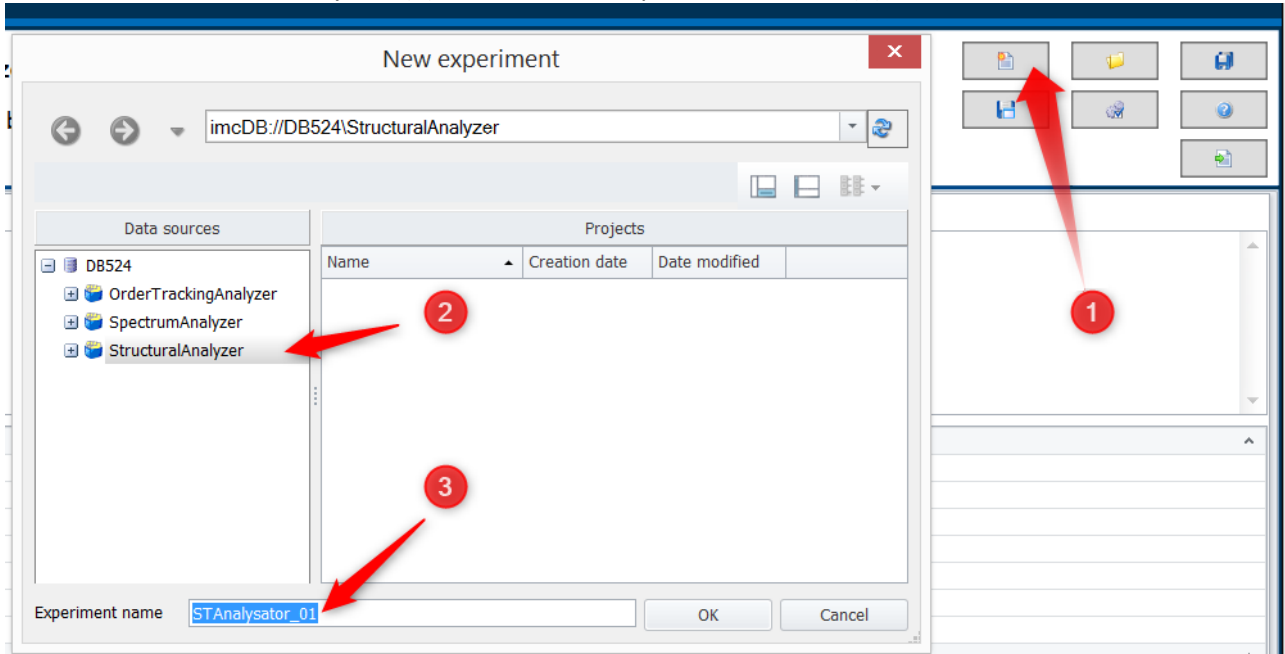 New experiment
imcDB://DB524\StructuralAnalyzer
Data sources
Projects
DB524
Name
Creation date
Date modified
OrderTrackingAnalyzer
SpectrumAnalyzer
StructuralAnalyzer
2
1
3
Experiment name
STAnalysator_01
OK
Cancel